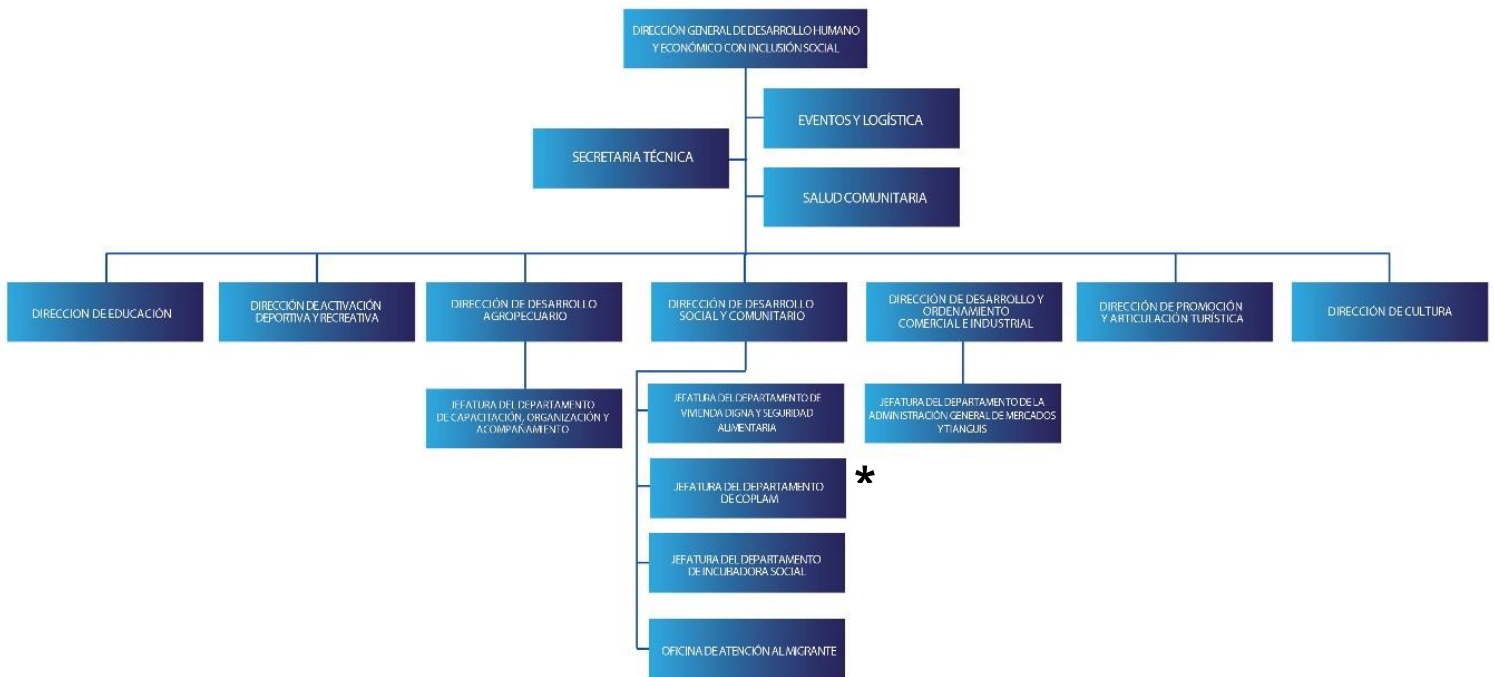 DIRECCIÓN GENERAL DE DESARROLLO HUMANO
Y ECONÓMICO CON INCLUSIÓN SOCIAL
EVENTOS Y LOGÍSTICA
SECRETARIA TÉCNICA
SALUD COMUNITARIA
DIRECCION DE EDUCACIÓN
DIRECCIÓN DE ACTIVACIÓN
DEPORTIVA Y RECREATIVA
DIRECCIÓN DE DESARROLLO
AGROPECUARIO
DIRECCIÓN DE DESARROLLO
SOCIAL Y COMUNITARIO
DIRECCIÓN DE DESARROLLO Y
ORDENAMIENTO
COMERCIAL E INDUSTRIAL
DIRECCIÓN DE PROMOCIÓN
Y ARTICULACIÓN TURÍSTICA
DIRECCIÓN DE CULTURA
JEFATURA DEL DEPARTAMENTO
DE CAPACITACIÓN, ORGANIZACIÓN Y
ACOMPAÑAMIENTO
JEFATURA DEL DEPARTAMENTO DE
VIVIENDA DIGNA Y SEGURIDAD
ALIMENTARIA
JEFATURA DEL DEPARTAMENTO DE LA
ADMINISTRACIÓN GENERAL DE MERCADOS
Y TIANGUIS
JEFATURA DEL DEPARTAMENTO
DE COPLAM
*
JEFATURA DEL DEPARTAMENTO
DE INCUBADORA SOCIAL
OFICINA DE ATENCIÓN AL MIGRANTE